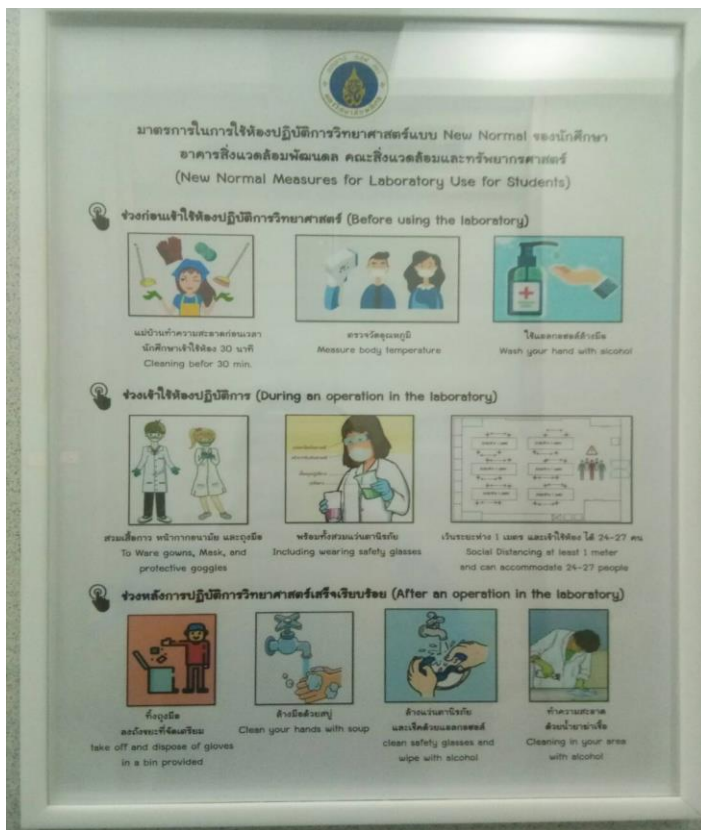 มาตรการในการใช้ห้องปฏิบัติการวิทยาศาสตร์แบบ New Normal ของนักศึกษา
อาคารสิ่งแวดล้อมพัฒนดล คณะสิ่งแวดล้อมและทรัพยากรศาสตร์
(New Normal Measures for Laboratory Use for Students)
ช่วงก่อนเข้าใช้ห้องปฏิบัติการวิทยาศาสตร์ (Before using the laboratory)
แม่บ้านทำความสะอาดก่อนเวลา
นักศึกษาเข้าใช้ห้อง 30 นาที
Cleaning befor 30 min.
ตรวจวัดอุณหภูมิ
Measure body temperature
ใช้แอลกอฮอล์ล้างมือ
Wash your hand with alcohol
ช่วงเข้าใช้ห้องปฏิบัติการ (During an operation in the laboratory)
สวมเสื้อกาว หน้ากากอนามัย และถุงมือ
To Ware gowns, Mask, and
protective goggles
พร้อมทั้งสวมแว่นตานิรภัย
Including wearing safety glasses
เว้นระยะห่าง 1 เมตร และเข้าใช้ห้อง ได้ 24-27 คน
Social Distancing at least 1 meter
and can accommodate 24-27 people
ช่วงหลังการปฏิบัติการวิทยาศาสตร์เสร็จเรียบร้อย (After an operation in the laboratory)
ทิ้งถุงมือ
ลงถังขยะที่จัดเตรียม
take off and dispose of gloves
in a bin provided
ล้างมือด้วยสบู่
Clean your hands with soup
ล้างแว่นตานิรภัย
และเช็ดด้วยแอลกอฮอล์
clean safety glasses and
wipe with alcohol
ทำความสะอาด
ด้วยน้ำยาฆ่าเชื้อ
Cleaning in your area
with alcohol